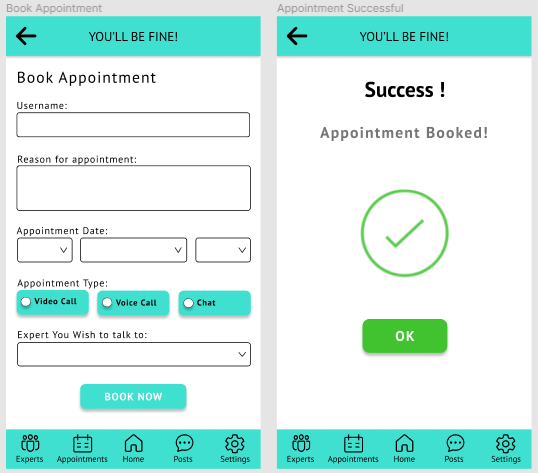 Book Appointment
YOU'LL BE FINE!
Book Appointment
Username:
Reason for appointment:
Appointment Date:
Appointment Type:
Video Call
Voice Call
Chat
Expert You Wish to talk to:
BOOK NOW
Experts
Appointments
Home
Posts
Settings
Appointment Successful
YOU'LL BE FINE!
Success !
Appointment Booked!
OK
Experts
Appointments
Home
Posts
Settings